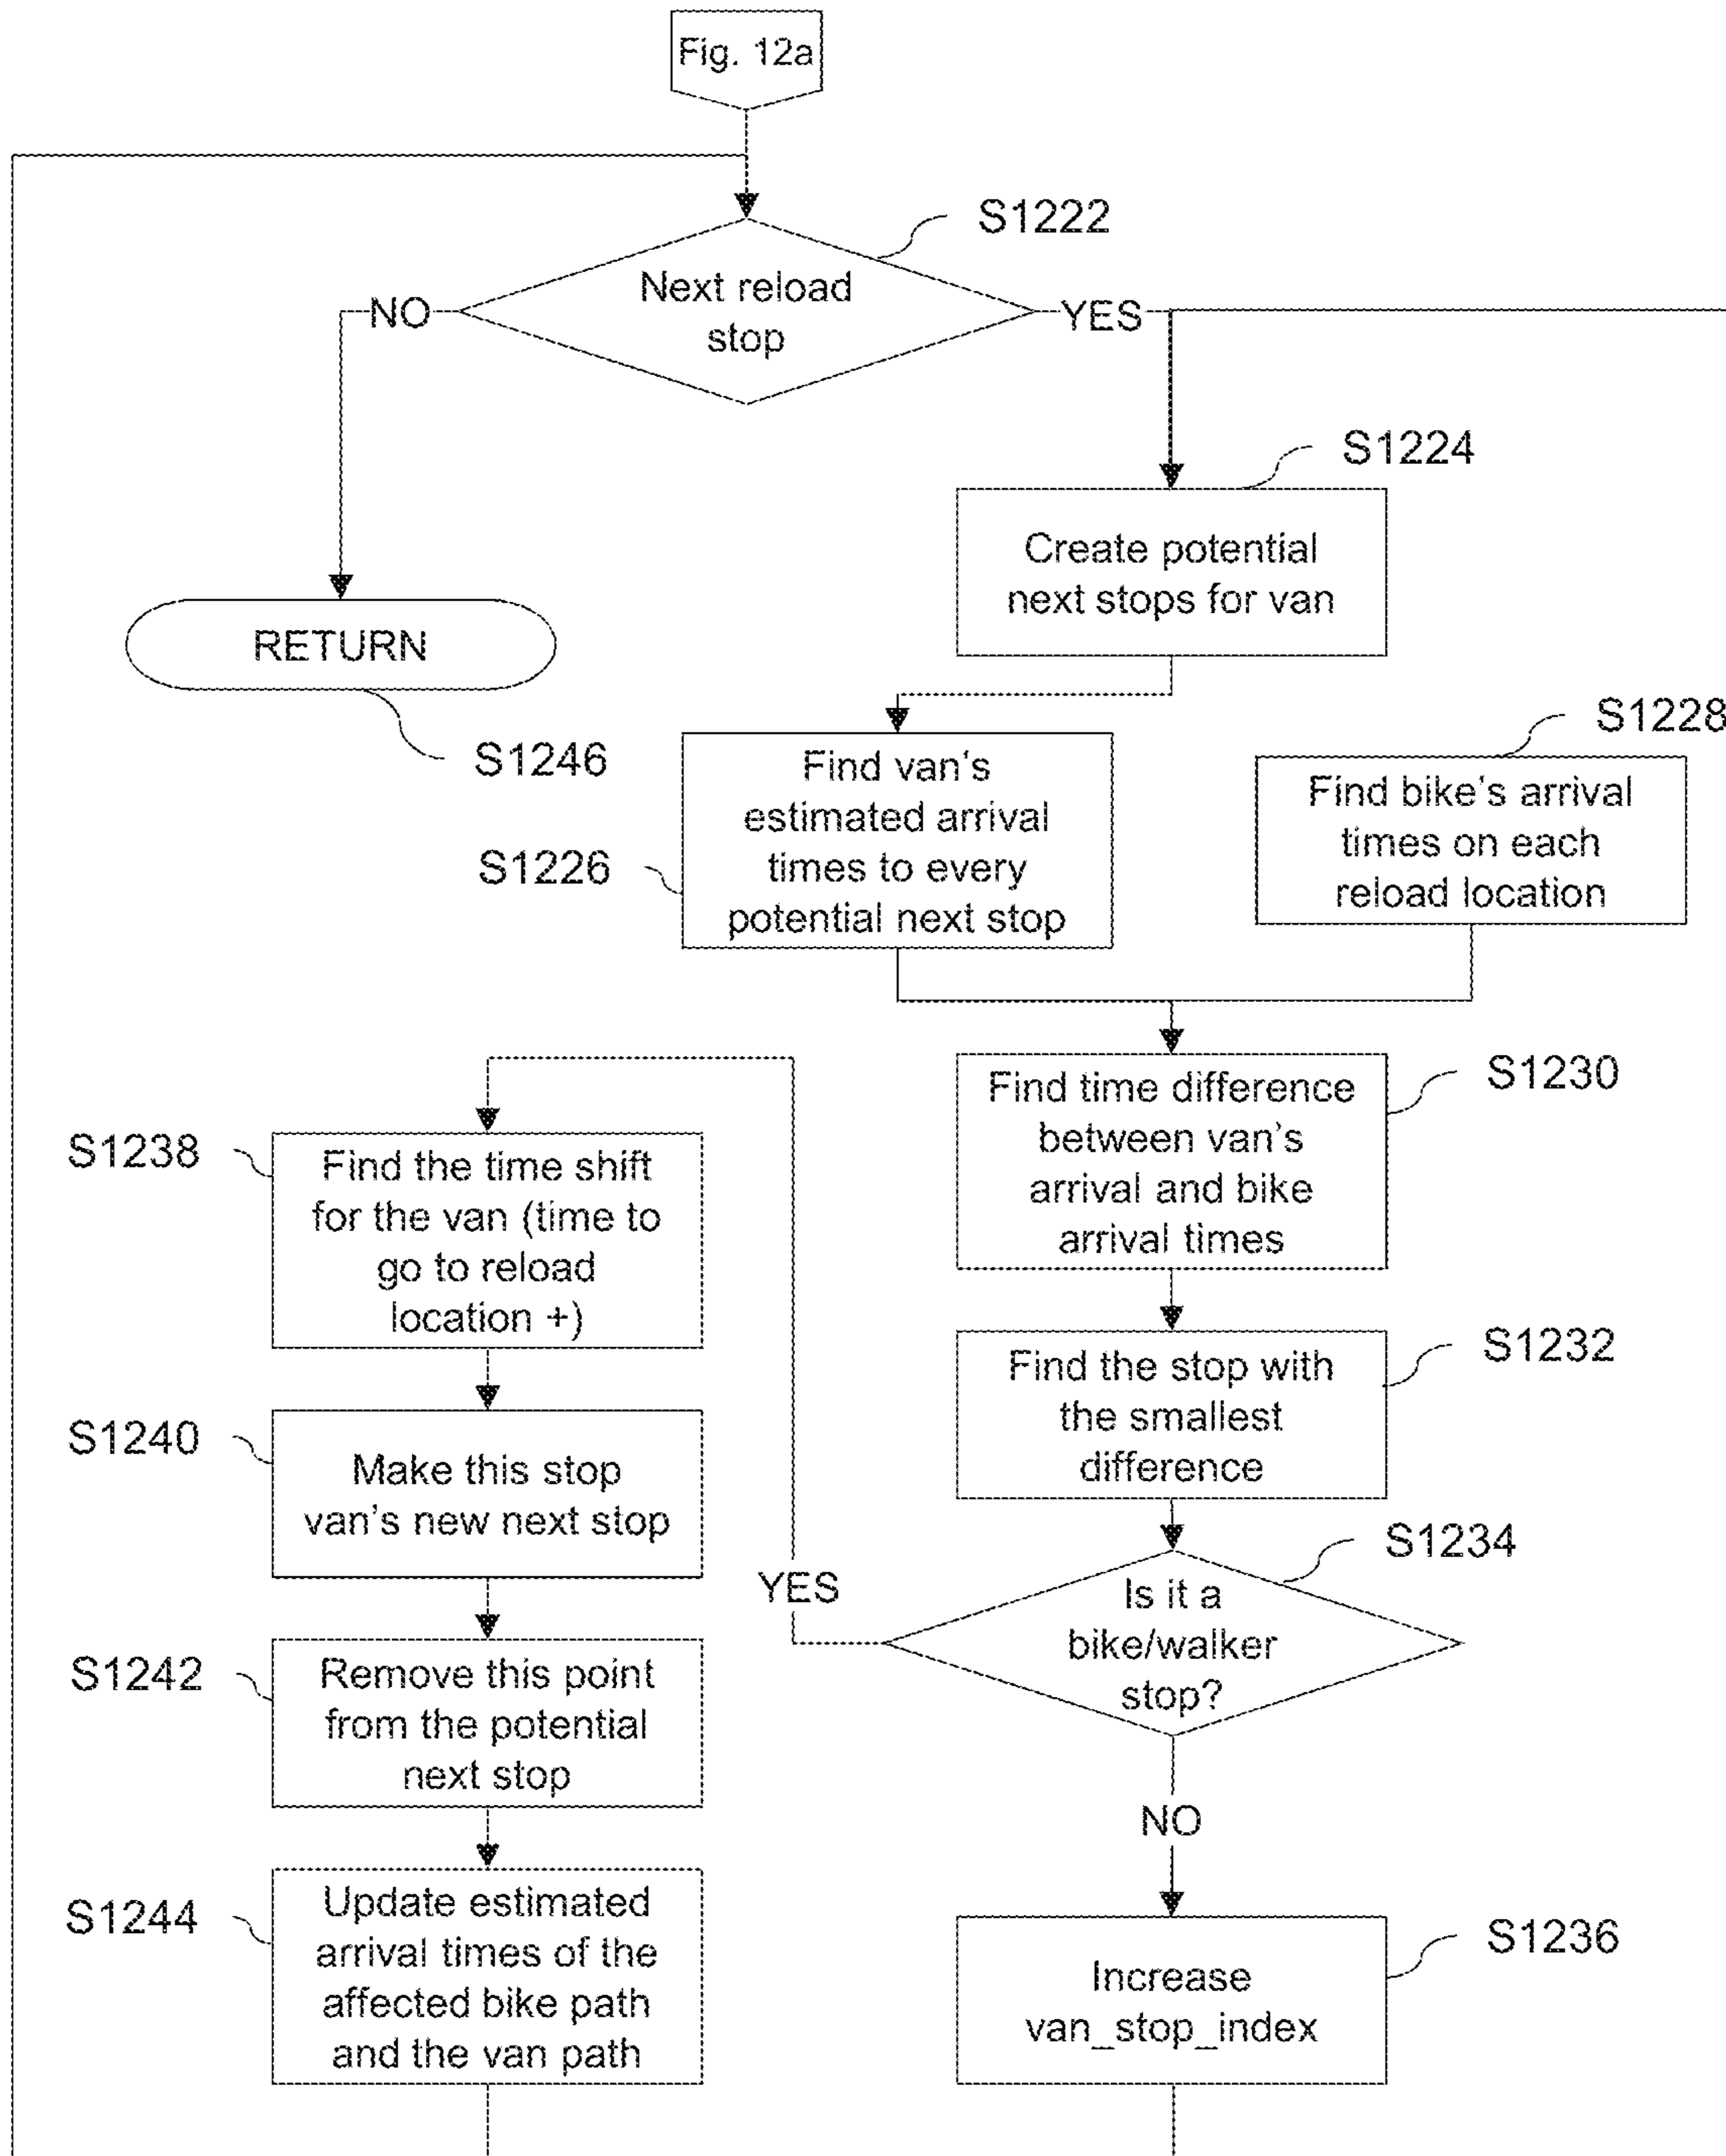 Fig. 12a
S1222
Next reload
stop
NO
YES
S1224
Create potential
next stops for van
RETURN
S1246
S1228
Find van's
estimated arrival
times to every
potential next stop
S1226
Find bike's arrival
times on each
reload location
S1230
Find time difference
between van's
arrival and bike
arrival times
S1232
Find the stop with
the smallest
difference
S1234
Is it a
bike/walker
stop?
YES
NO
S1236
Increase
van_stop_index
S1238
Find the time shift
for the van (time to
go to reload
location +)
S1240
Make this stop
van's new next stop
S1242
Remove this point
from the potential
next stop
S1244
Update estimated
arrival times of the
affected bike path
and the van path